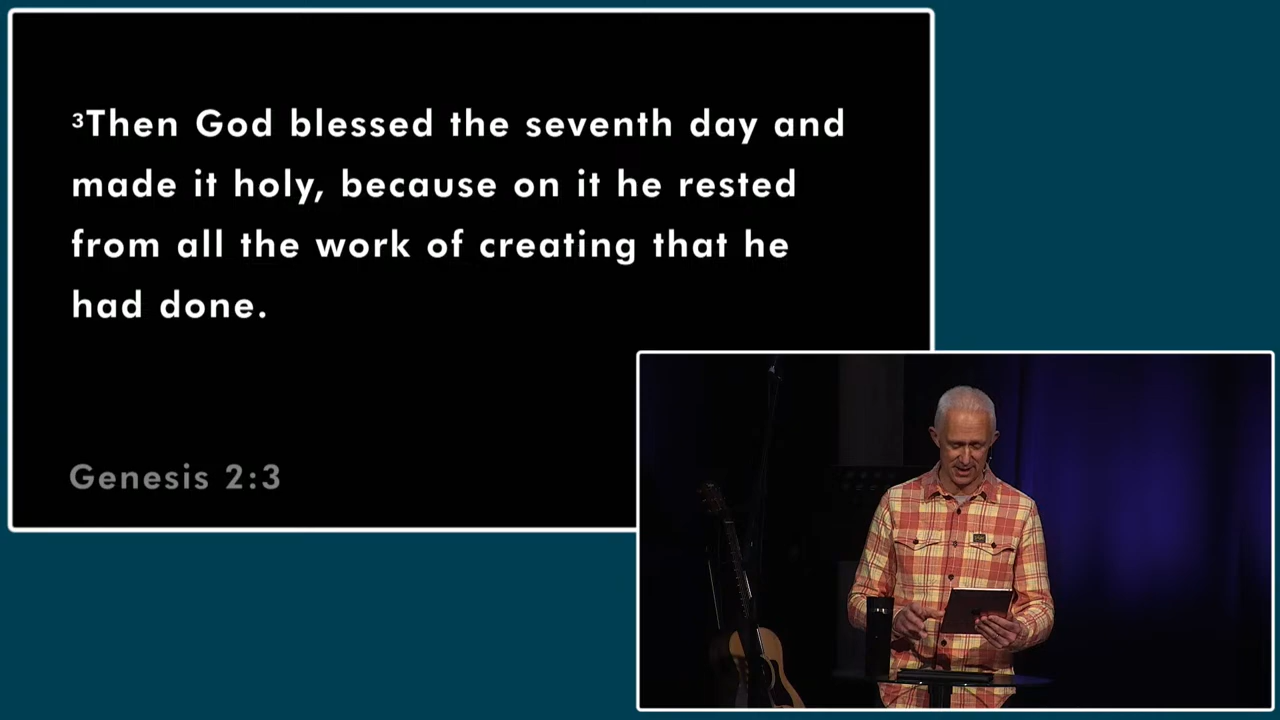 ³Then God blessed the seventh day and
made it holy, because on it he rested
from all the work of creating that he
had done.
Genesis 2:3